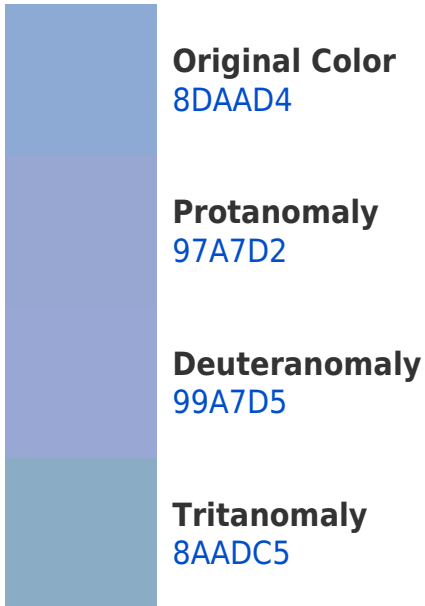 Original Color
8DAAD4
Protanomaly
97A7D2
Deuteranomaly
99A7D5
Tritanomaly
8AADC5